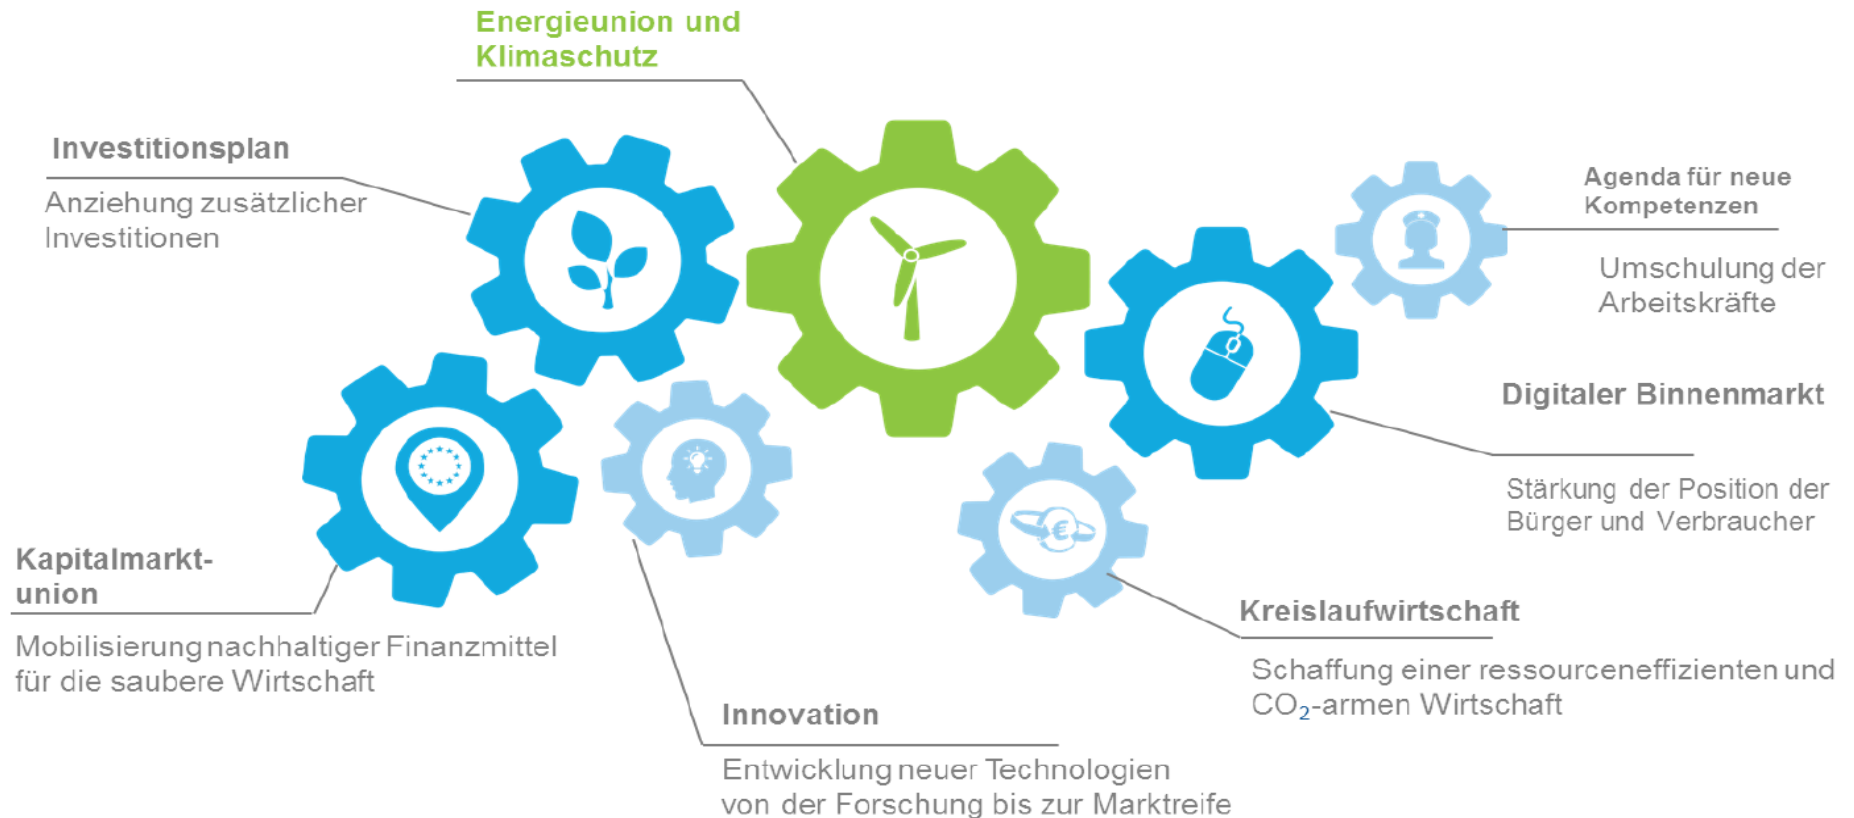 Energieunion und
Klimaschutz
Investitionsplan
Anziehung zusätzlicher
Investitionen
Agenda für neue
Kompetenzen
Umschulung der
Arbeitskräfte
Digitaler Binnenmarkt
Stärkung der Position der
Bürger und Verbraucher
Kapitalmarkt-
union
Mobilisierung nachhaltiger Finanzmittel
für die saubere Wirtschaft
Kreislaufwirtschaft
Schaffung einer ressourceneffizienten und
CO₂-armen Wirtschaft
Innovation
Entwicklung neuer Technologien
von der Forschung bis zur Marktreife
€